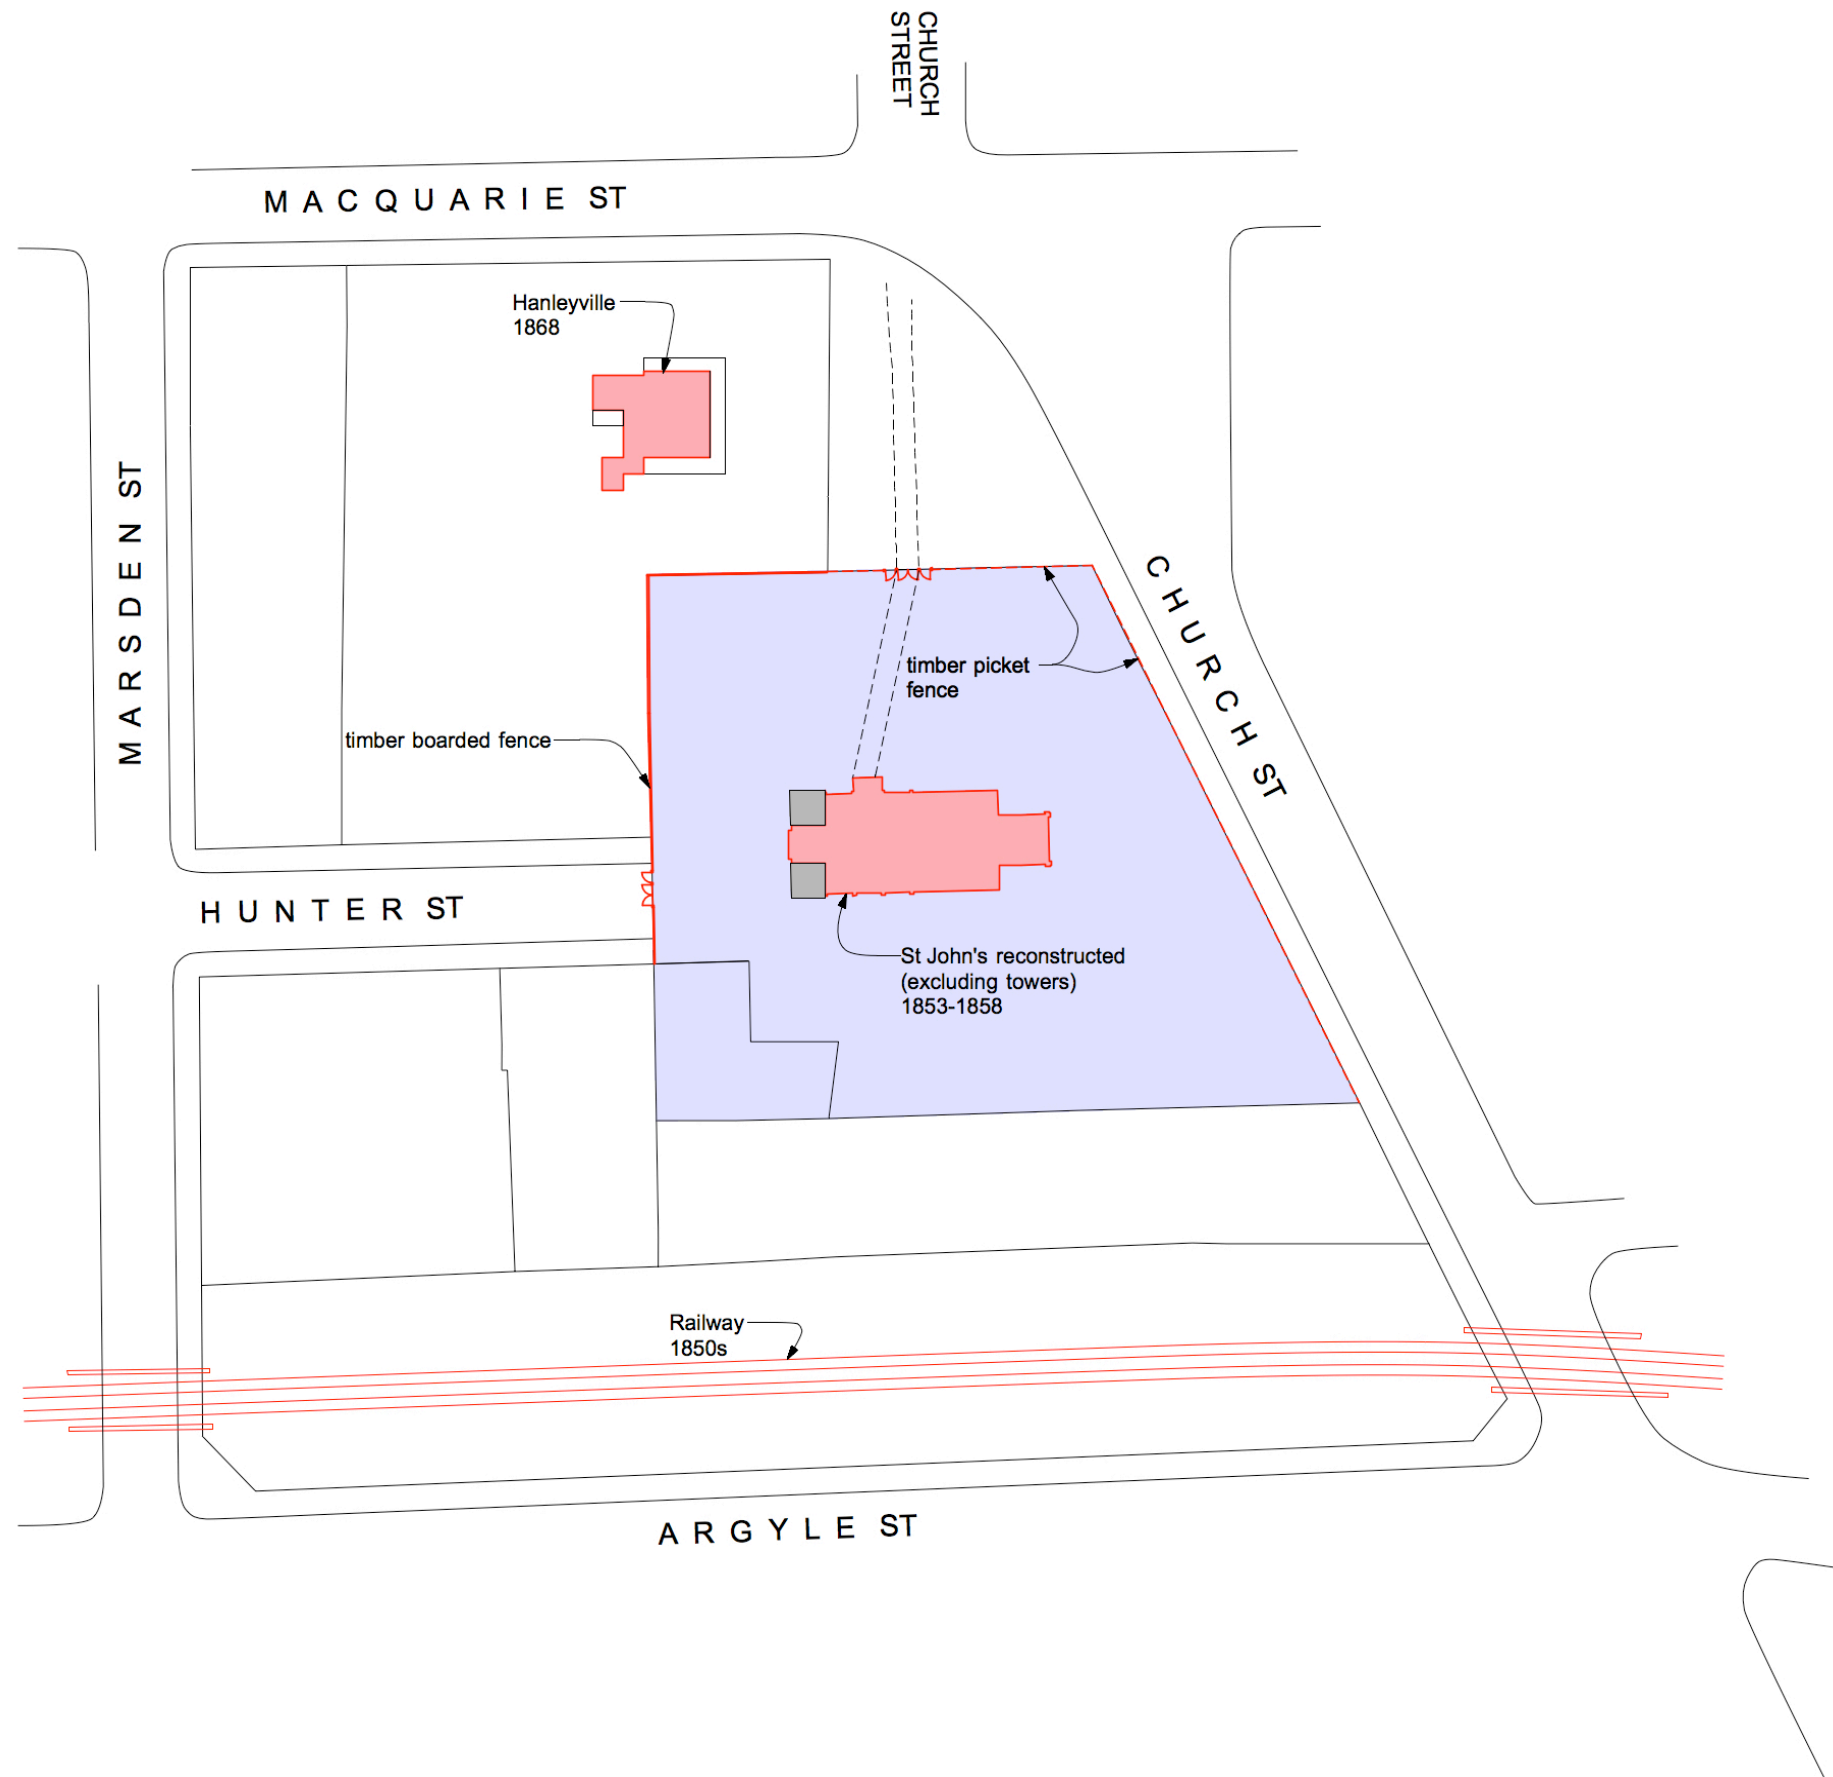 CHURCH
STREET
MACQUARIE ST
Hanleyville
1868
MARSDEN ST
CHURCH ST
timber picket
fence
timber boarded fence
HUNTER ST
St John's reconstructed
(excluding towers)
1853-1858
Railway
1850s
ARGYLE ST